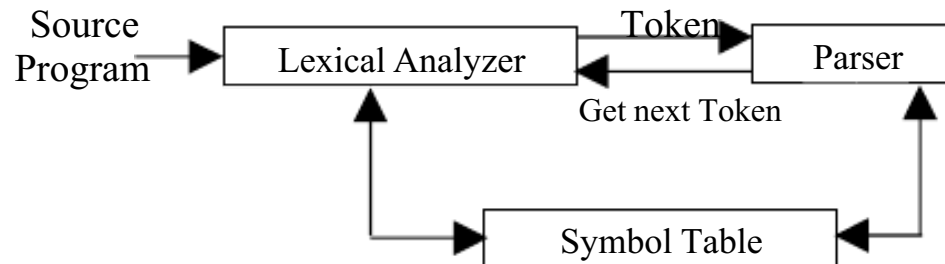 Source
Program
Lexical Analyzer
Token
Parser
Get next Token
Symbol Table